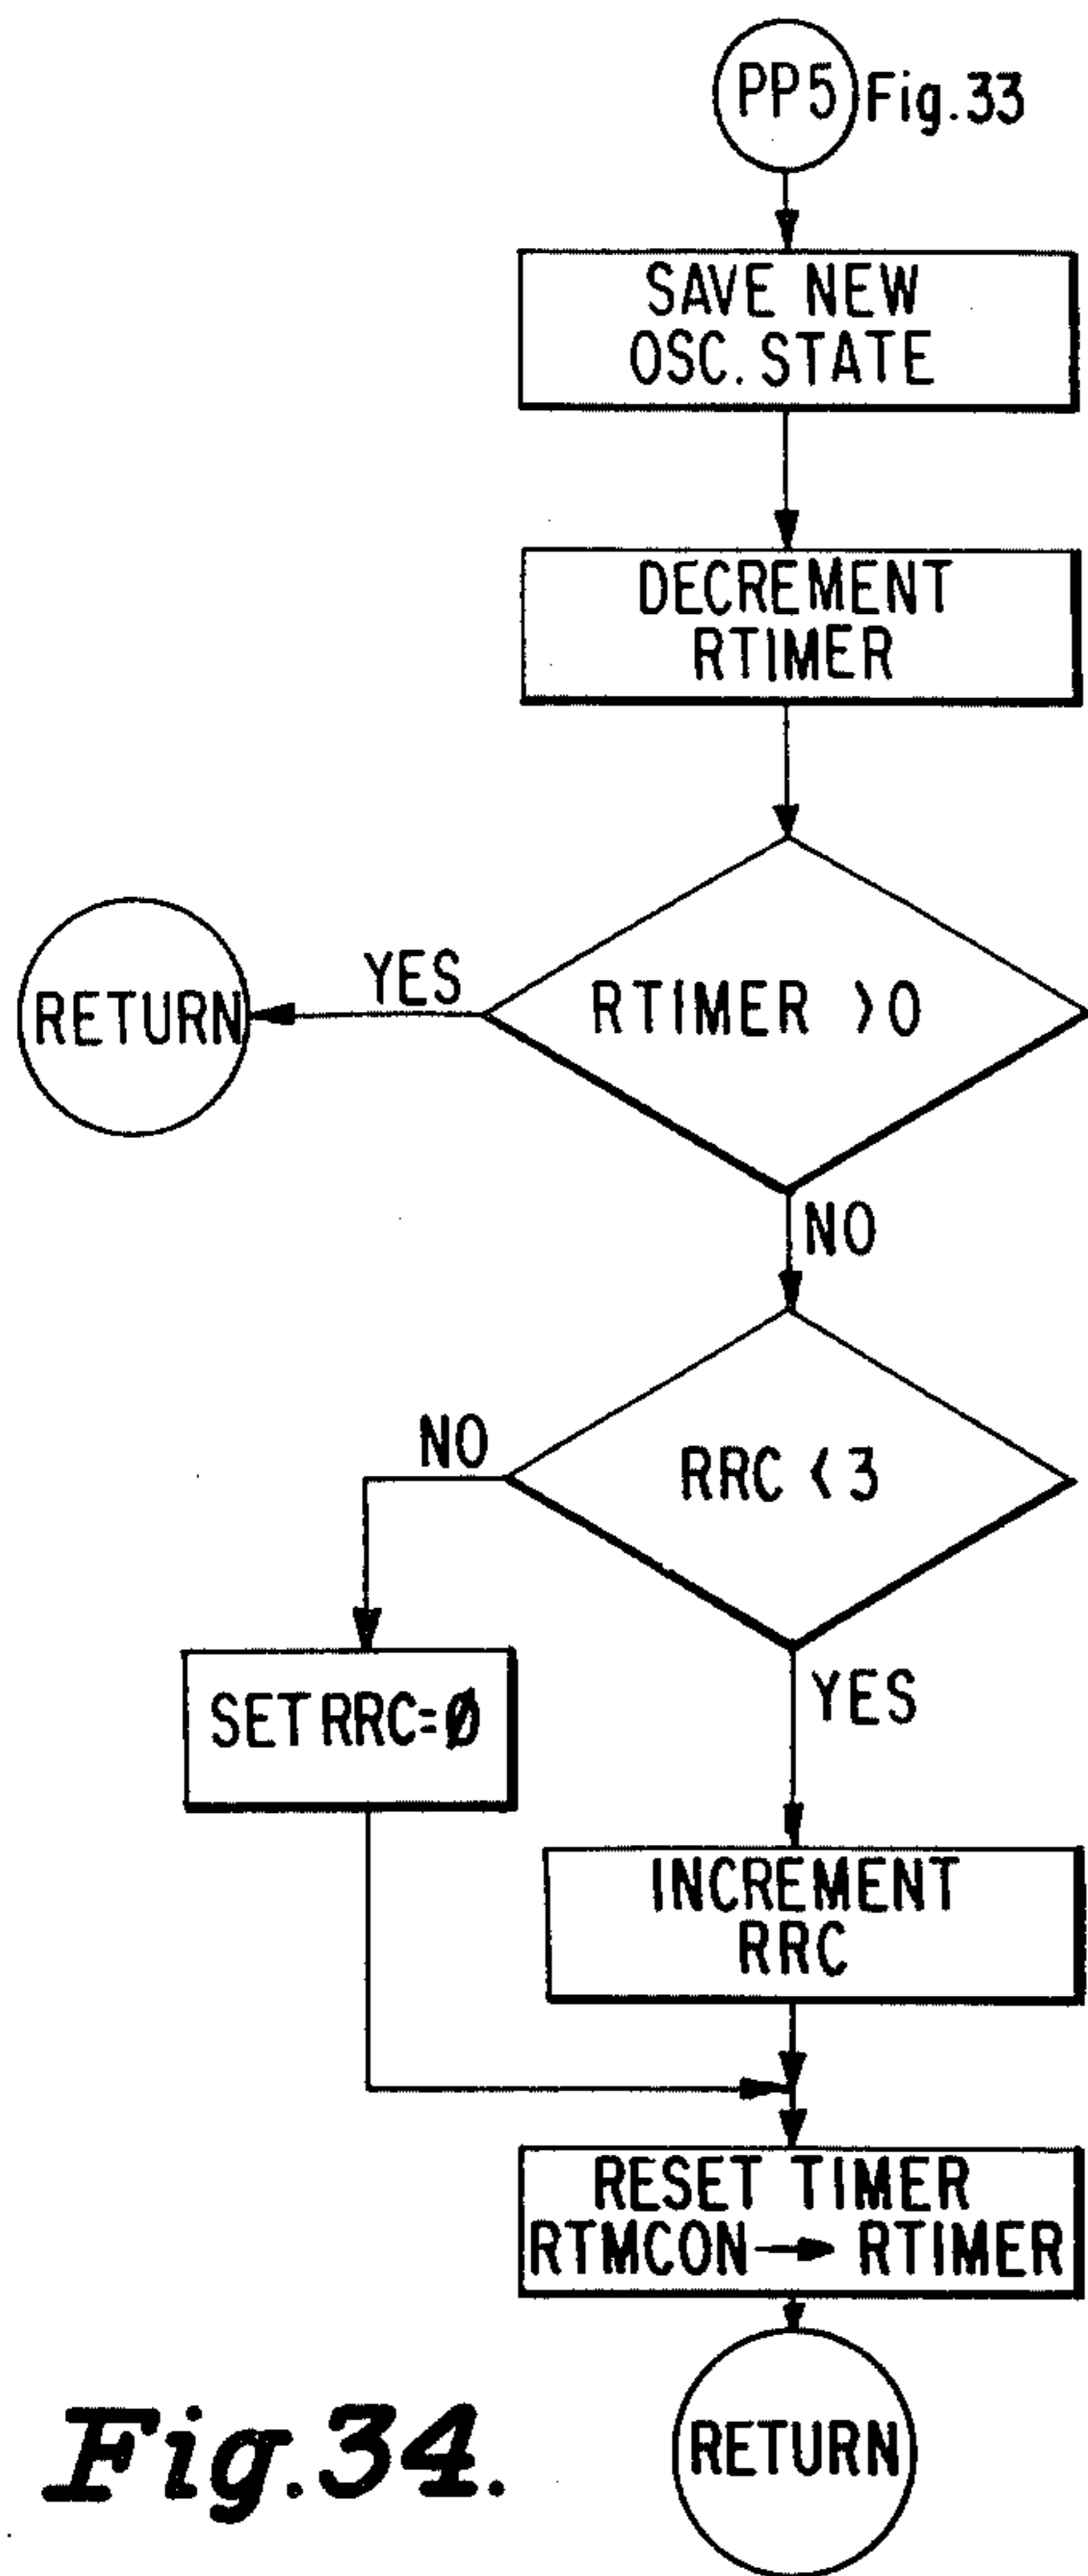 PP5 Fig.33
SAVE NEW
OSC. STATE
DECREMENT
RTIMER
RTIMER >0
YES
RETURN
NO
RRC <3
NO
SET RRC=Ø
YES
INCREMENT
RRC
RESET TIMER
RTMCON → RTIMER
RETURN
Fig.34.